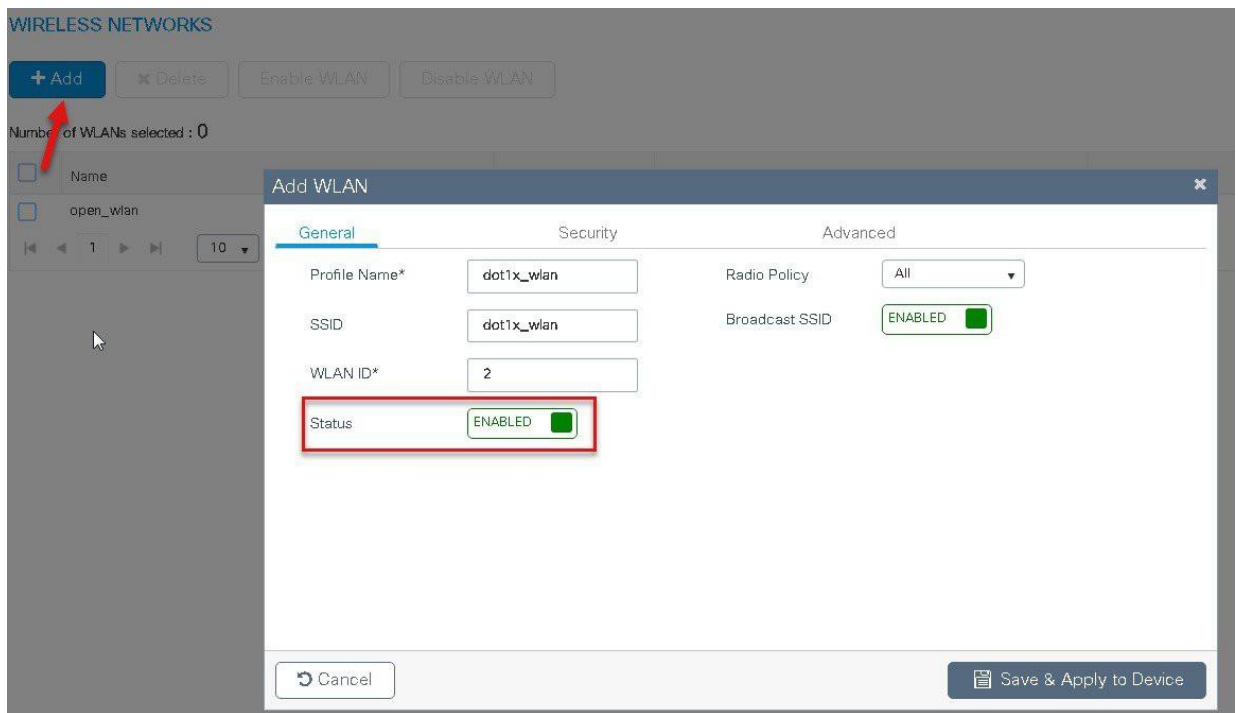 WIRELESS NETWORKS
+ Add   ✖ Delete   Enable WLAN   Disable WLAN
Number of WLANs selected : 0
Name
open_wlan
1   10
Add WLAN
General   Security   Advanced
Profile Name*   dot1x_wlan   Radio Policy   All
SSID   dot1x_wlan   Broadcast SSID   ENABLED
WLAN ID*   2
Status   ENABLED
Cancel   Save & Apply to Device